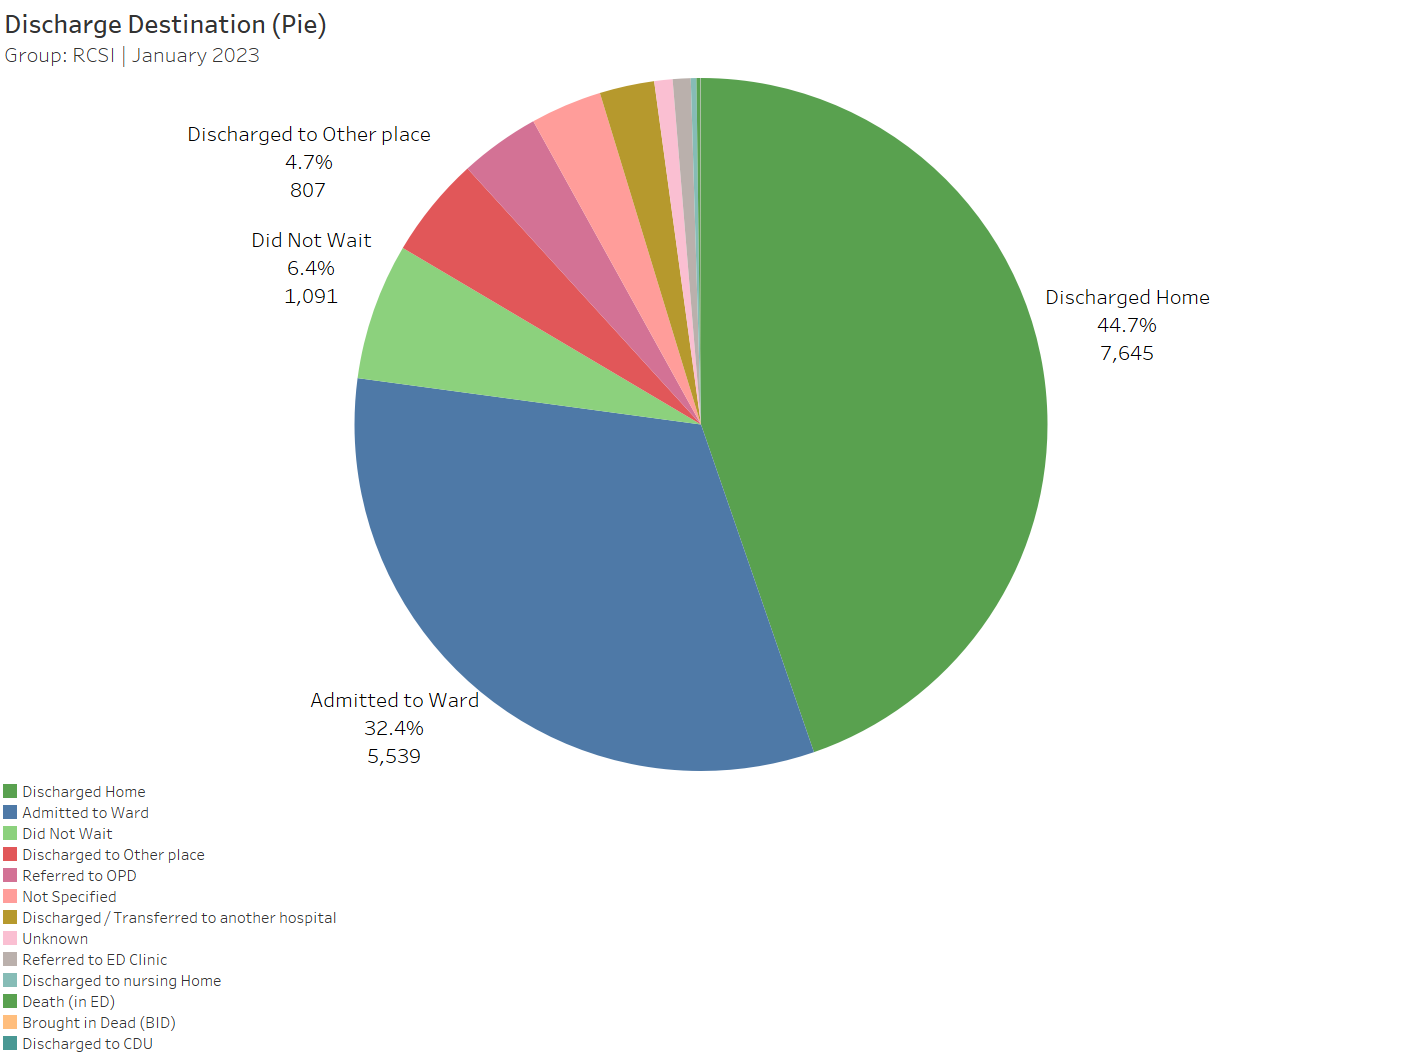 Discharge Destination (Pie)
Group: RCSI | January 2023
Discharged to Other place
4.7%
807
Did Not Wait
6.4%
1,091
Discharged Home
44.7%
7,645
Admitted to Ward
32.4%
5,539
Discharged Home
Admitted to Ward
Did Not Wait
Discharged to Other place
Referred to OPD
Not Specified
Discharged / Transferred to another hospital
Unknown
Referred to ED Clinic
Discharged to nursing Home
Death (in ED)
Brought in Dead (BID)
Discharged to CDU